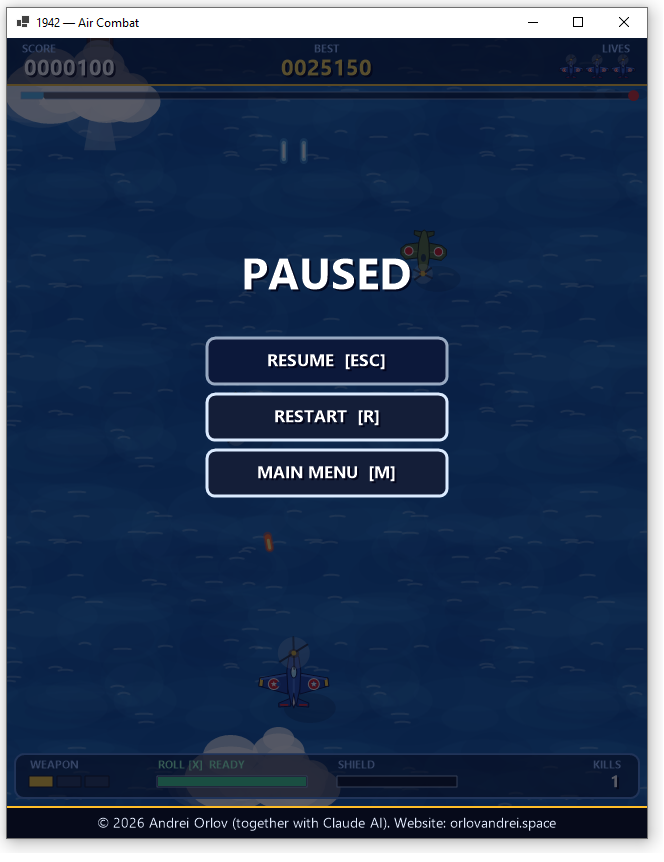 1942 — Air Combat
SCORE BEST LIVES
0000100 0025150
PAUSED
RESUME [ESC]
RESTART [R]
MAIN MENU [M]
WEAPON ROLL [X] READY SHIELD KILLS
1
© 2026 Andrei Orlov (together with Claude AI). Website: orlovandrei.space